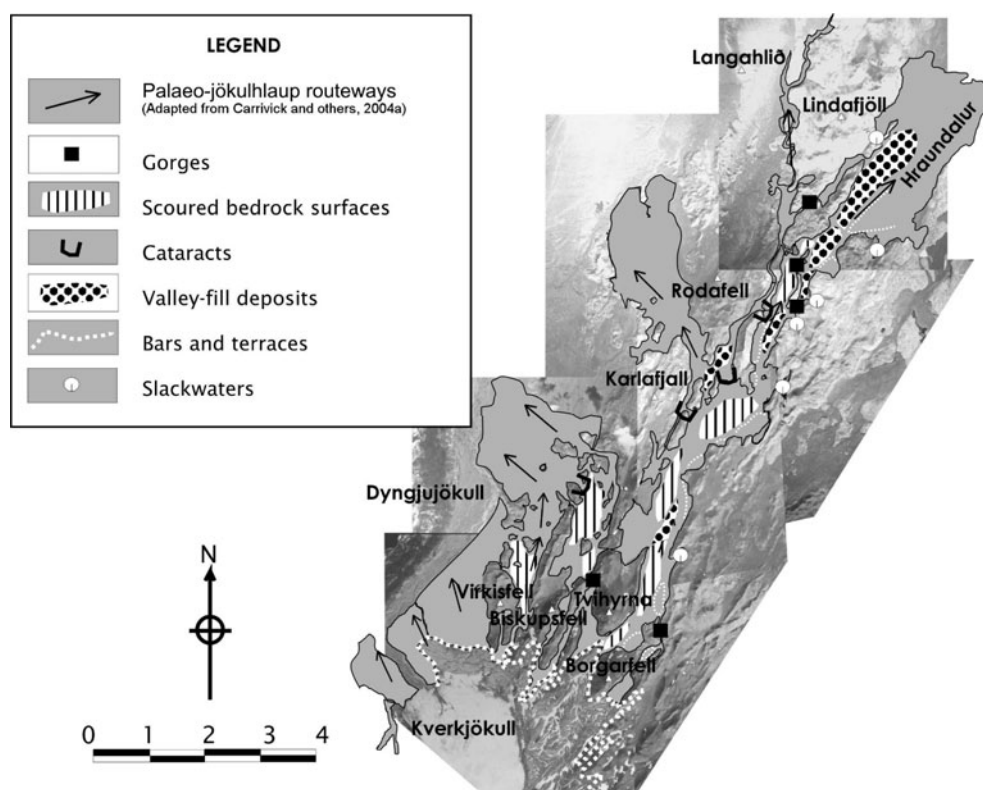 LEGEND
Palaeo-jökulhlaup routeways
(Adapted from Carrivick and others, 2004a)
Gorges
Scoured bedrock surfaces
Cataracts
Valley-fill deposits
Bars and terraces
Slackwaters
Langahlið
Lindafjöll
Hraundalur
Rodafell
Karlafjall
Dyngjujökull
Virkisfell
Biskupsfell
Tvihyrna
Borgarfell
Kverkjökull
N
0 1 2 3 4